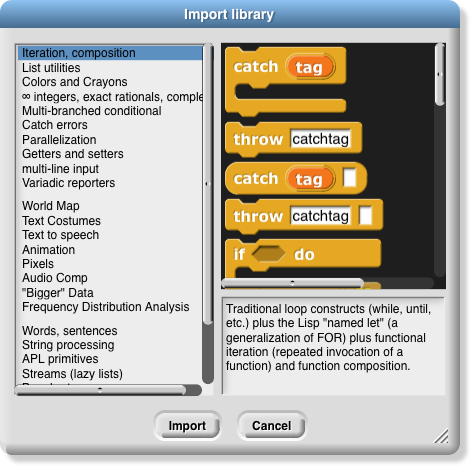 Import library
Iteration, composition
List utilities
Colors and Crayons
∞ integers, exact rationals, comple
Multi-branched conditional
Catch errors
Parallelization
Getters and setters
multi-line input
Variadic reporters
World Map
Text Costumes
Text to speech
Animation
Pixels
Audio Comp
"Bigger" Data
Frequency Distribution Analysis
Words, sentences
String processing
APL primitives
Streams (lazy lists)
catch tag
throw catchtag
catch tag
throw catchtag
if do
Traditional loop constructs (while, until,
etc.) plus the Lisp "named let" (a
generalization of FOR) plus functional
iteration (repeated invocation of a
function) and function composition.
Import Cancel